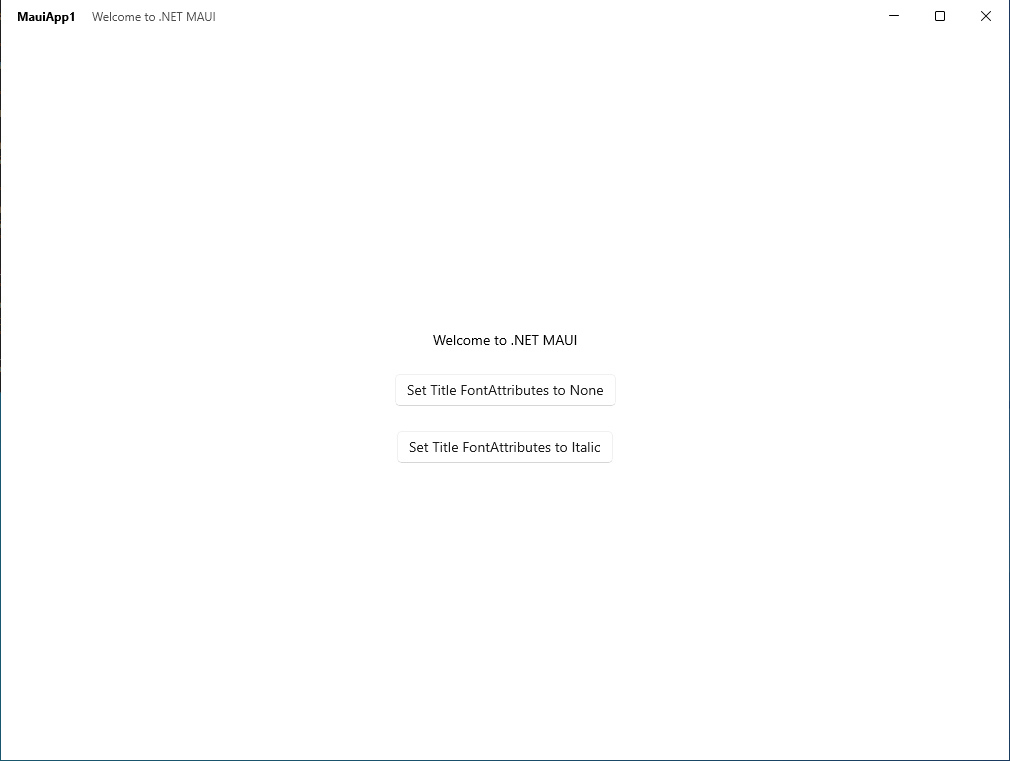 MauiApp1 Welcome to .NET MAUI
Welcome to .NET MAUI
Set Title FontAttributes to None
Set Title FontAttributes to Italic